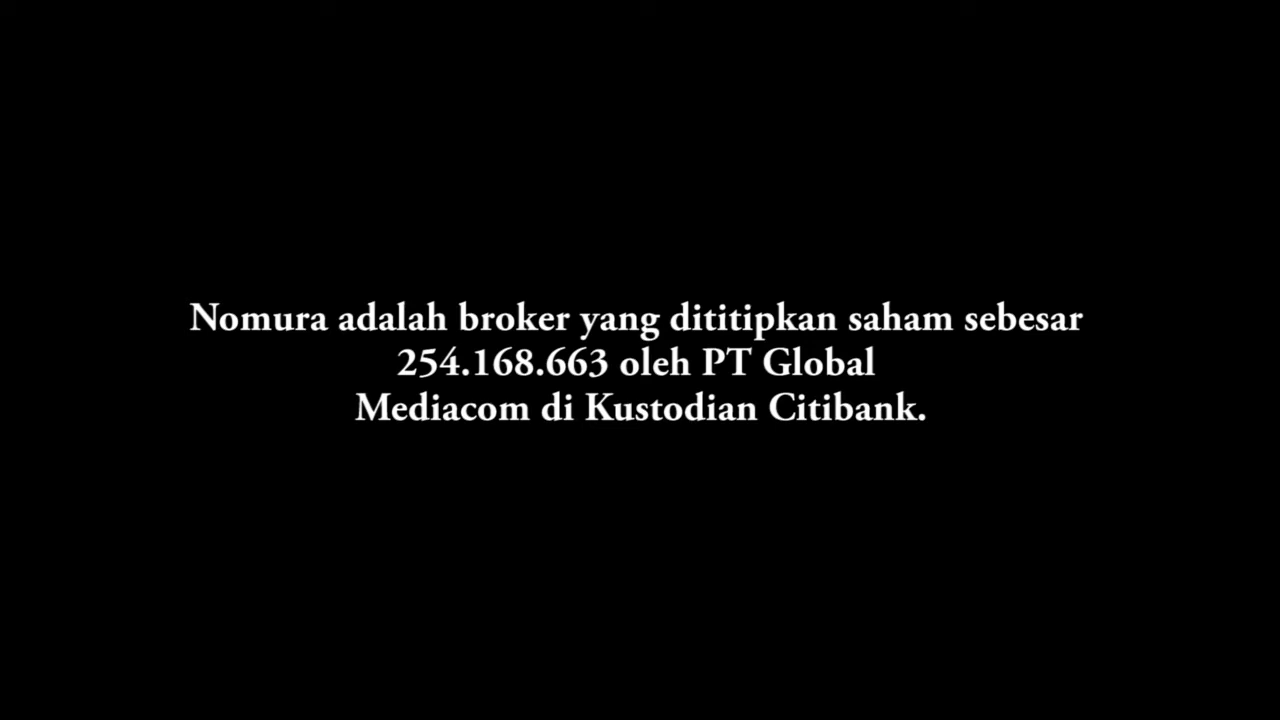 Nomura adalah broker yang dititipkan saham sebesar
254.168.663 oleh PT Global
Mediacom di Kustodian Citibank.